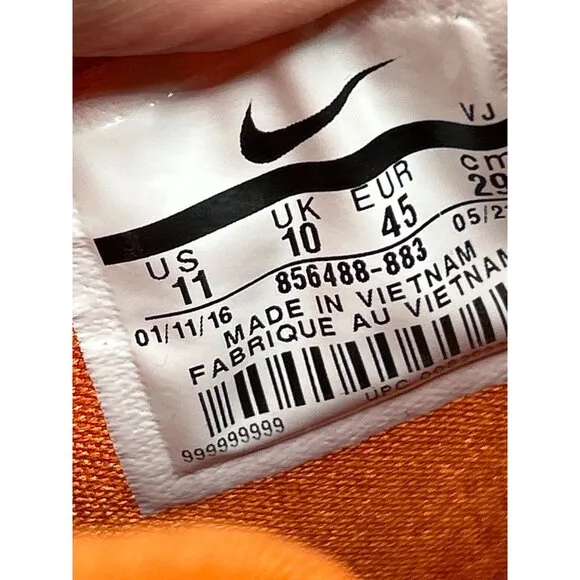 VJ
US UK EUR cm
11 10 45 29
01/11/16 856488-883 05/2
MADE IN VIETNAM
FABRIQUE AU VIETNAM
UPC
999999999